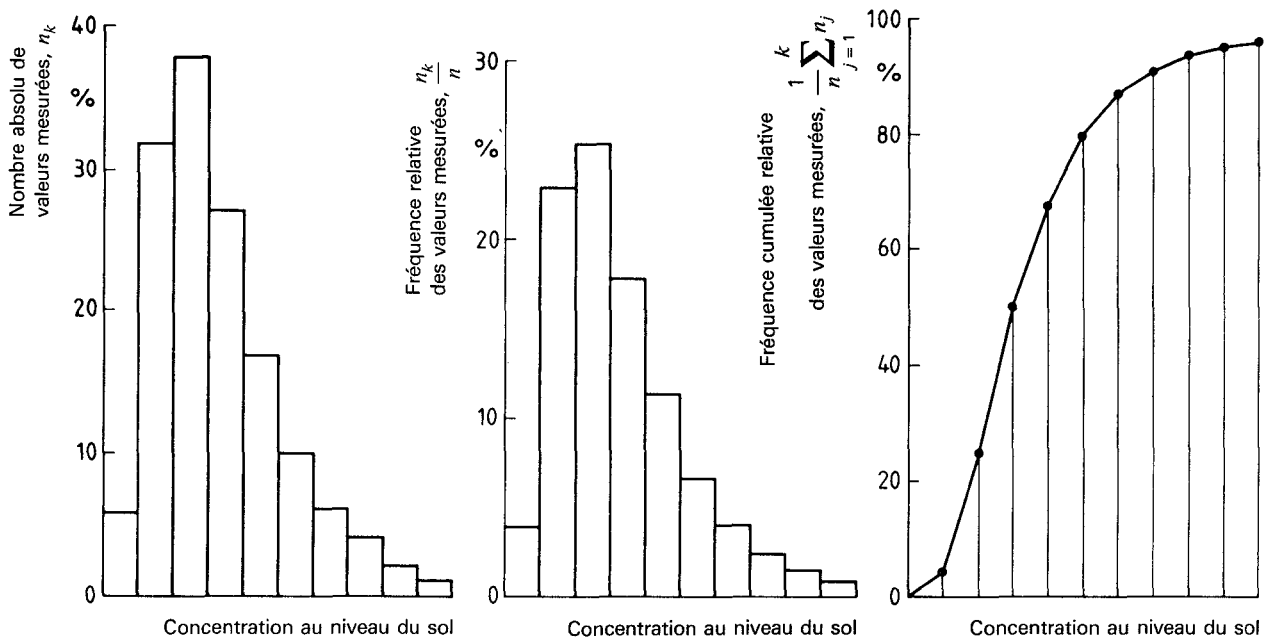 Nombre absolu de
valeurs mesurées, n_k
40
%
30
20
10
0
Concentration au niveau du sol
Fréquence relative
des valeurs mesurées, n_k/n
30
%
20
10
0
Concentration au niveau du sol
Fréquence cumulée relative
des valeurs mesurées, 1/n ∑_{j = 1}^{k} n_j
100
%
80
60
40
20
0
Concentration au niveau du sol